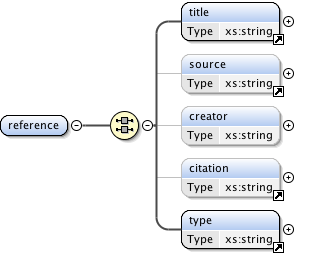 title
Type xs:string
source
Type xs:string
reference
creator
Type xs:string
citation
Type xs:string
type
Type xs:string